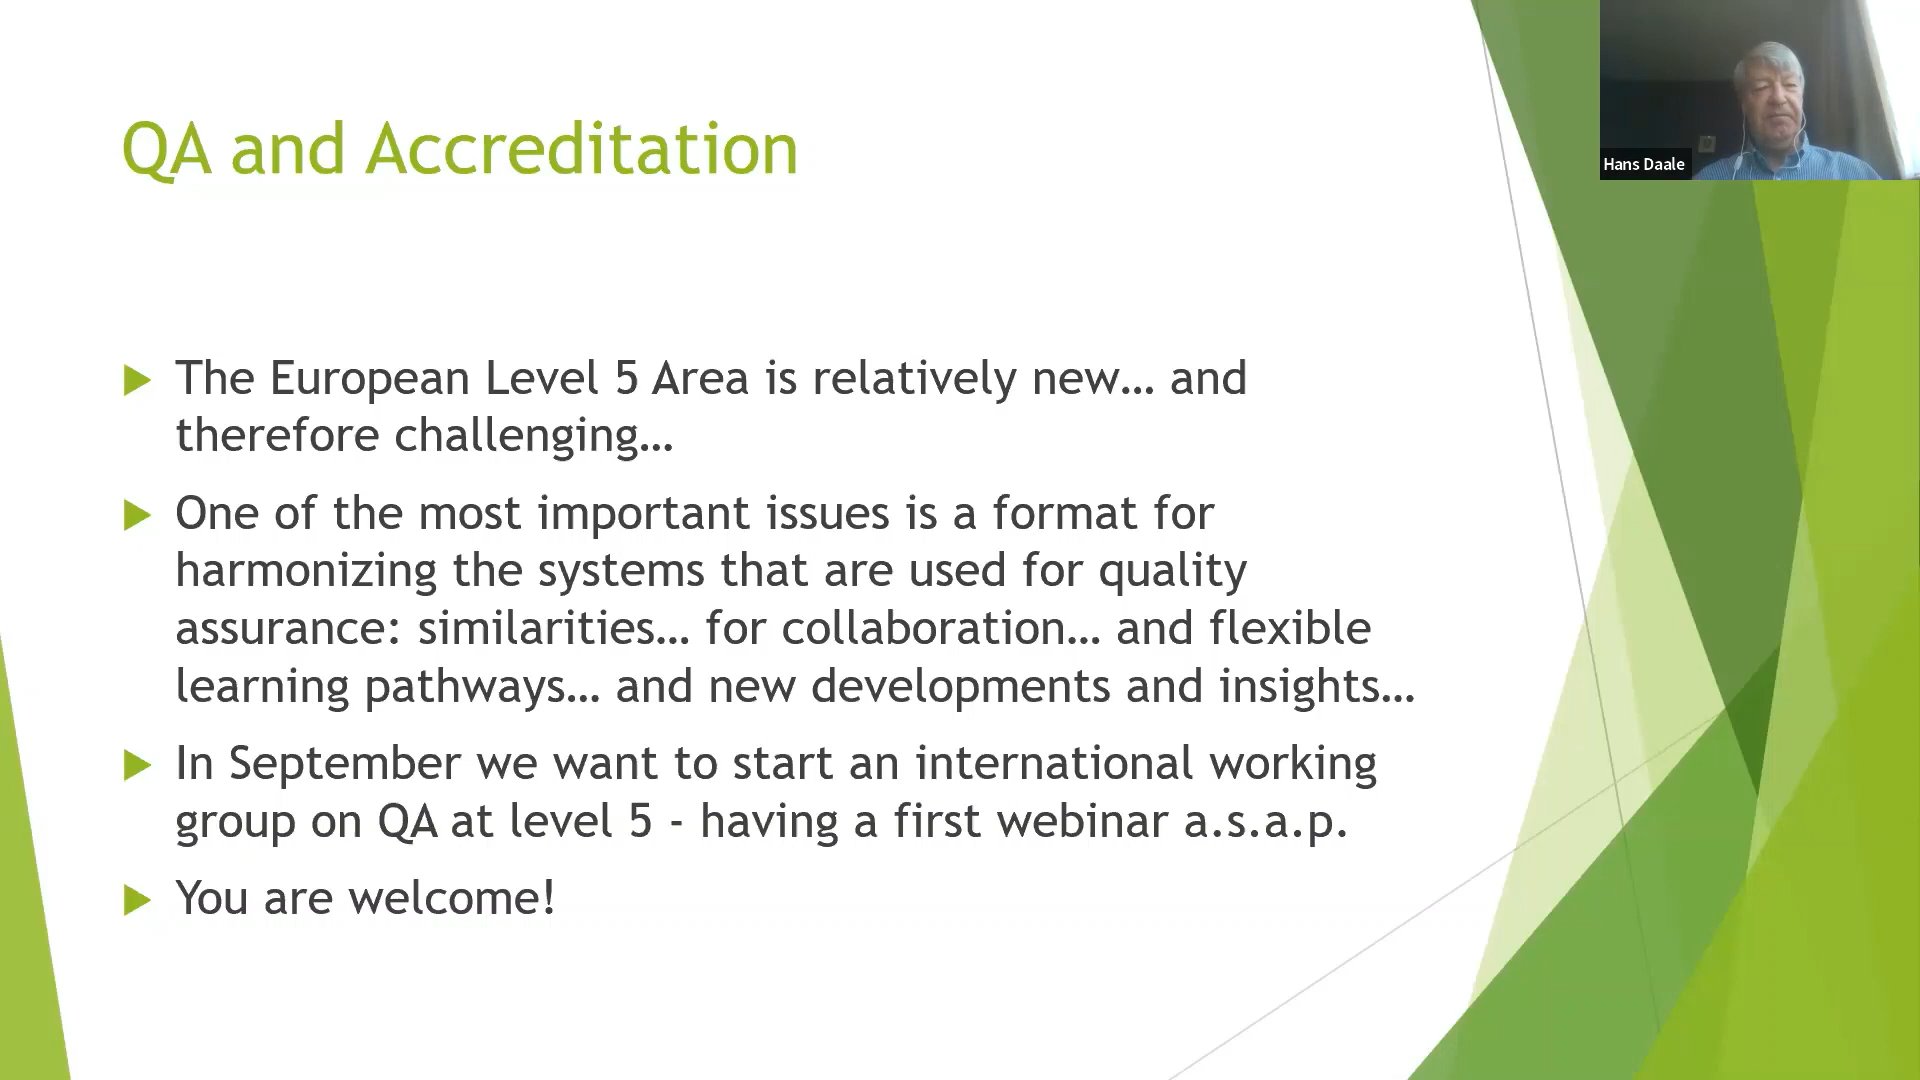 QA and Accreditation
Hans Daale
The European Level 5 Area is relatively new… and
therefore challenging…
One of the most important issues is a format for
harmonizing the systems that are used for quality
assurance: similarities… for collaboration… and flexible
learning pathways… and new developments and insights…
In September we want to start an international working
group on QA at level 5 - having a first webinar a.s.a.p.
You are welcome!